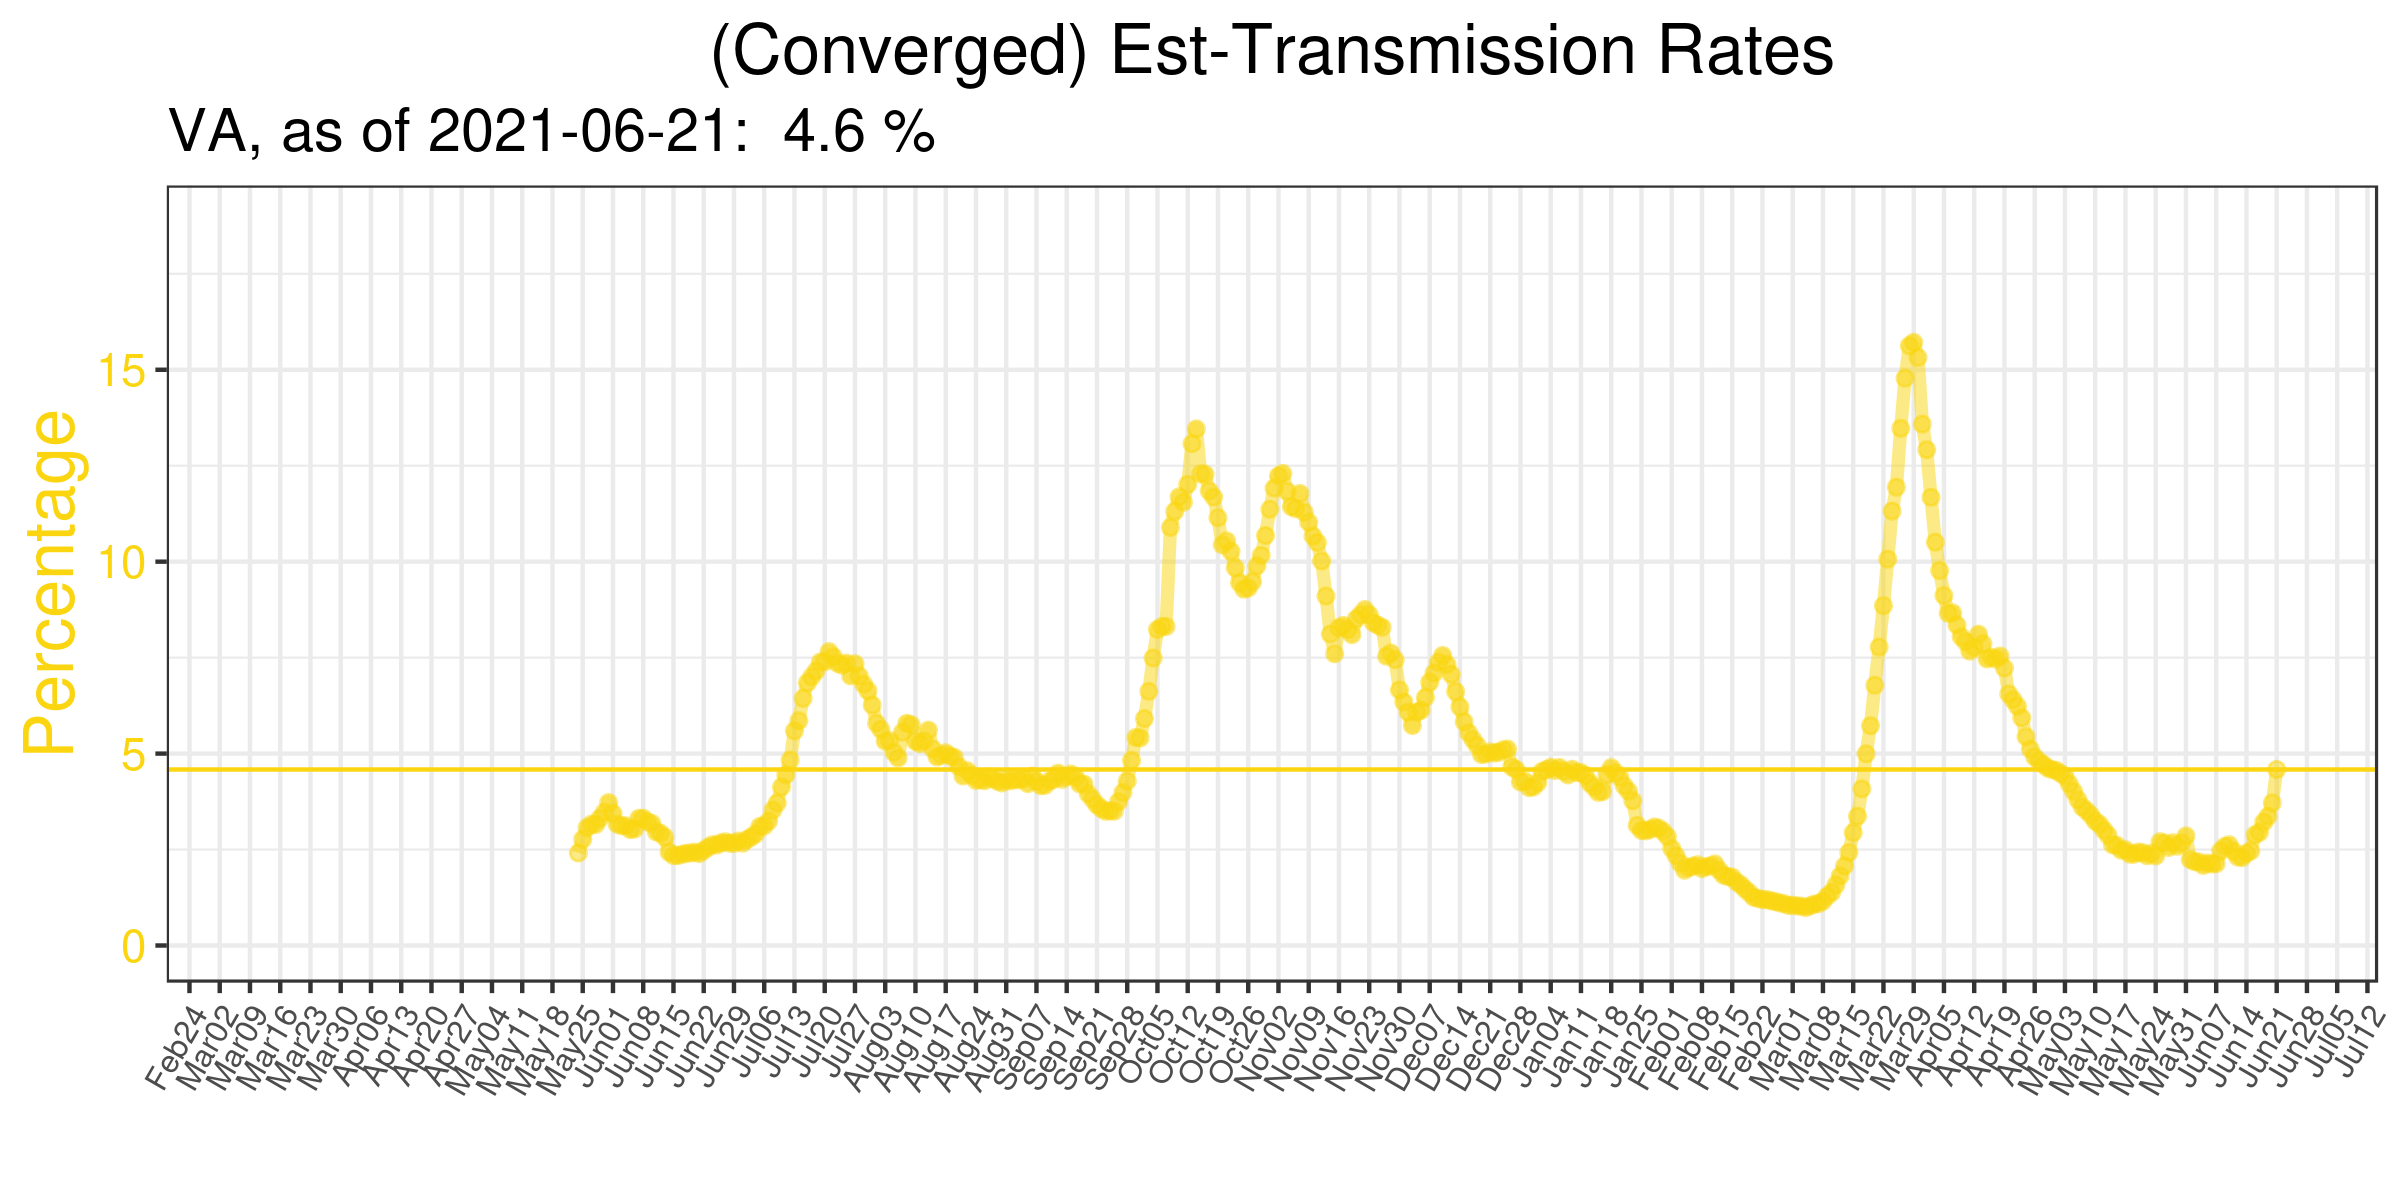 (Converged) Est-Transmission Rates
VA, as of 2021-06-21: 4.6 %
Percentage
15
10
5
0
Feb24
Mar02
Mar09
Mar16
Mar23
Mar30
Apr06
Apr13
Apr20
Apr27
May04
May11
May18
May25
Jun01
Jun08
Jun15
Jun22
Jun29
Jul06
Jul13
Jul20
Jul27
Aug03
Aug10
Aug17
Aug24
Aug31
Sep07
Sep14
Sep21
Sep28
Oct05
Oct12
Oct19
Oct26
Nov02
Nov09
Nov16
Nov23
Nov30
Dec07
Dec14
Dec21
Dec28
Jan04
Jan11
Jan18
Jan25
Feb01
Feb08
Feb15
Feb22
Mar01
Mar08
Mar15
Mar22
Mar29
Apr05
Apr12
Apr19
Apr26
May03
May10
May17
May24
May31
Jun07
Jun14
Jun21
Jun28
Jul05
Jul12